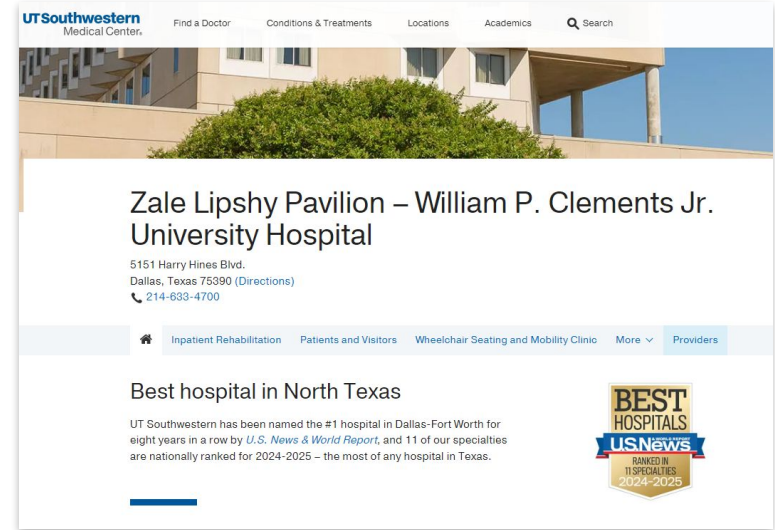 UTSouthwestern
Medical Center®
Find a Doctor
Conditions & Treatments
Locations
Academics
Search
Zale Lipshy Pavilion – William P. Clements Jr.
University Hospital
5151 Harry Hines Blvd.
Dallas, Texas 75390 (Directions)
214-633-4700
Inpatient Rehabilitation
Patients and Visitors
Wheelchair Seating and Mobility Clinic
More
Providers
Best hospital in North Texas
UT Southwestern has been named the #1 hospital in Dallas-Fort Worth for
eight years in a row by U.S. News & World Report, and 11 of our specialties
are nationally ranked for 2024-2025 – the most of any hospital in Texas.
BEST
HOSPITALS
U.S.News
& WORLD REPORT
RANKED IN
11 SPECIALTIES
2024-2025